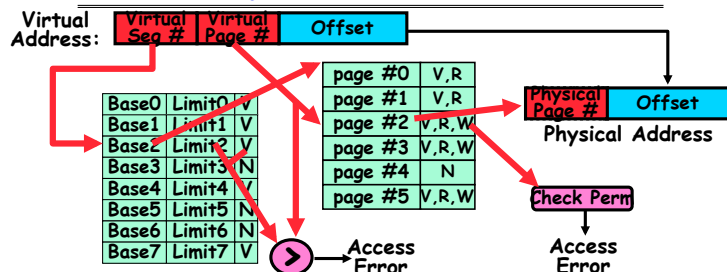 Virtual
Address:
Virtual
Seg #
Virtual
Page #
Offset
Base0 Limit0 V
Base1 Limit1 V
Base2 Limit2 V
Base3 Limit3 N
Base4 Limit4 V
Base5 Limit5 N
Base6 Limit6 N
Base7 Limit7 V
page #0 V,R
page #1 V,R
page #2 V,R,W
page #3 V,R,W
page #4 N
page #5 V,R,W
Physical
Page #
Offset
Physical Address
Check Perm
>
Access
Error
Access
Error